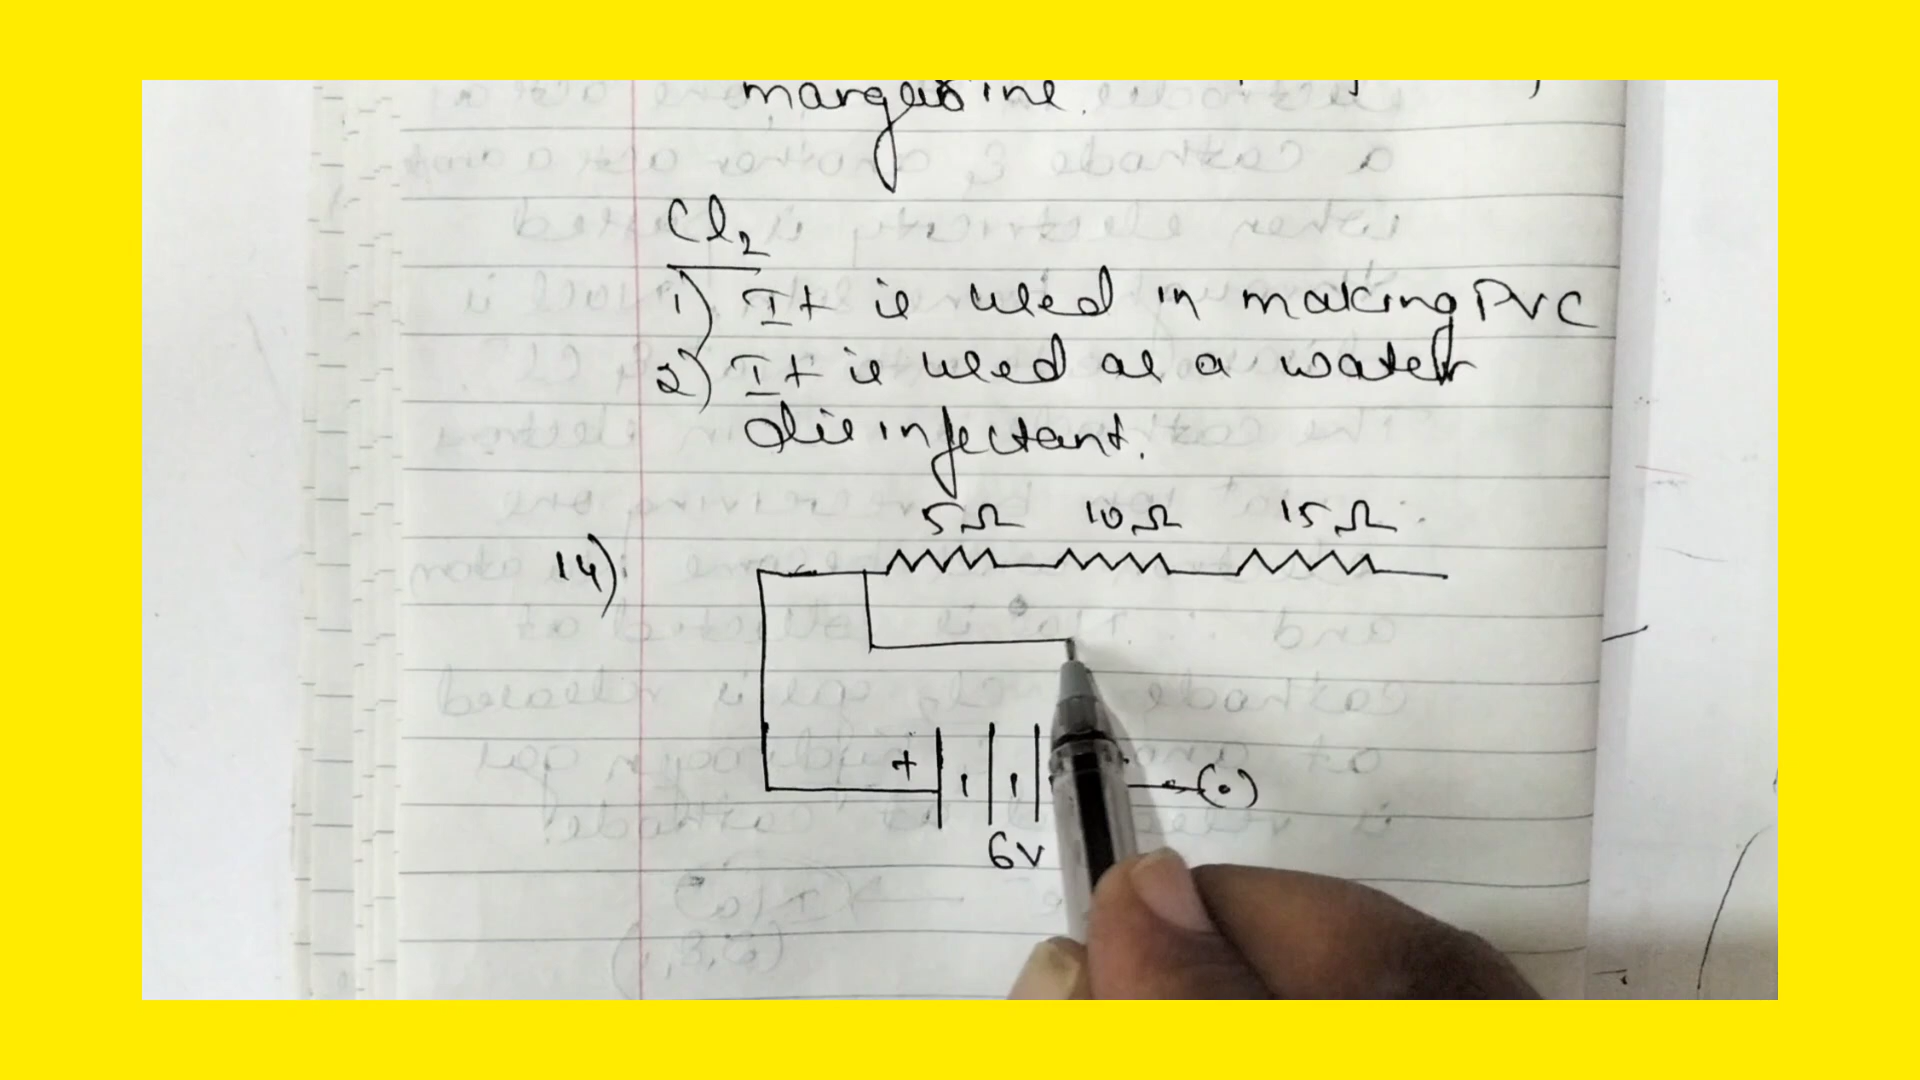 margerine.
Cl2
1) It is used in making PVC
2) It is used as a water
disinfectant.
5Ω 10Ω 15Ω
14)
+
6V
(.)